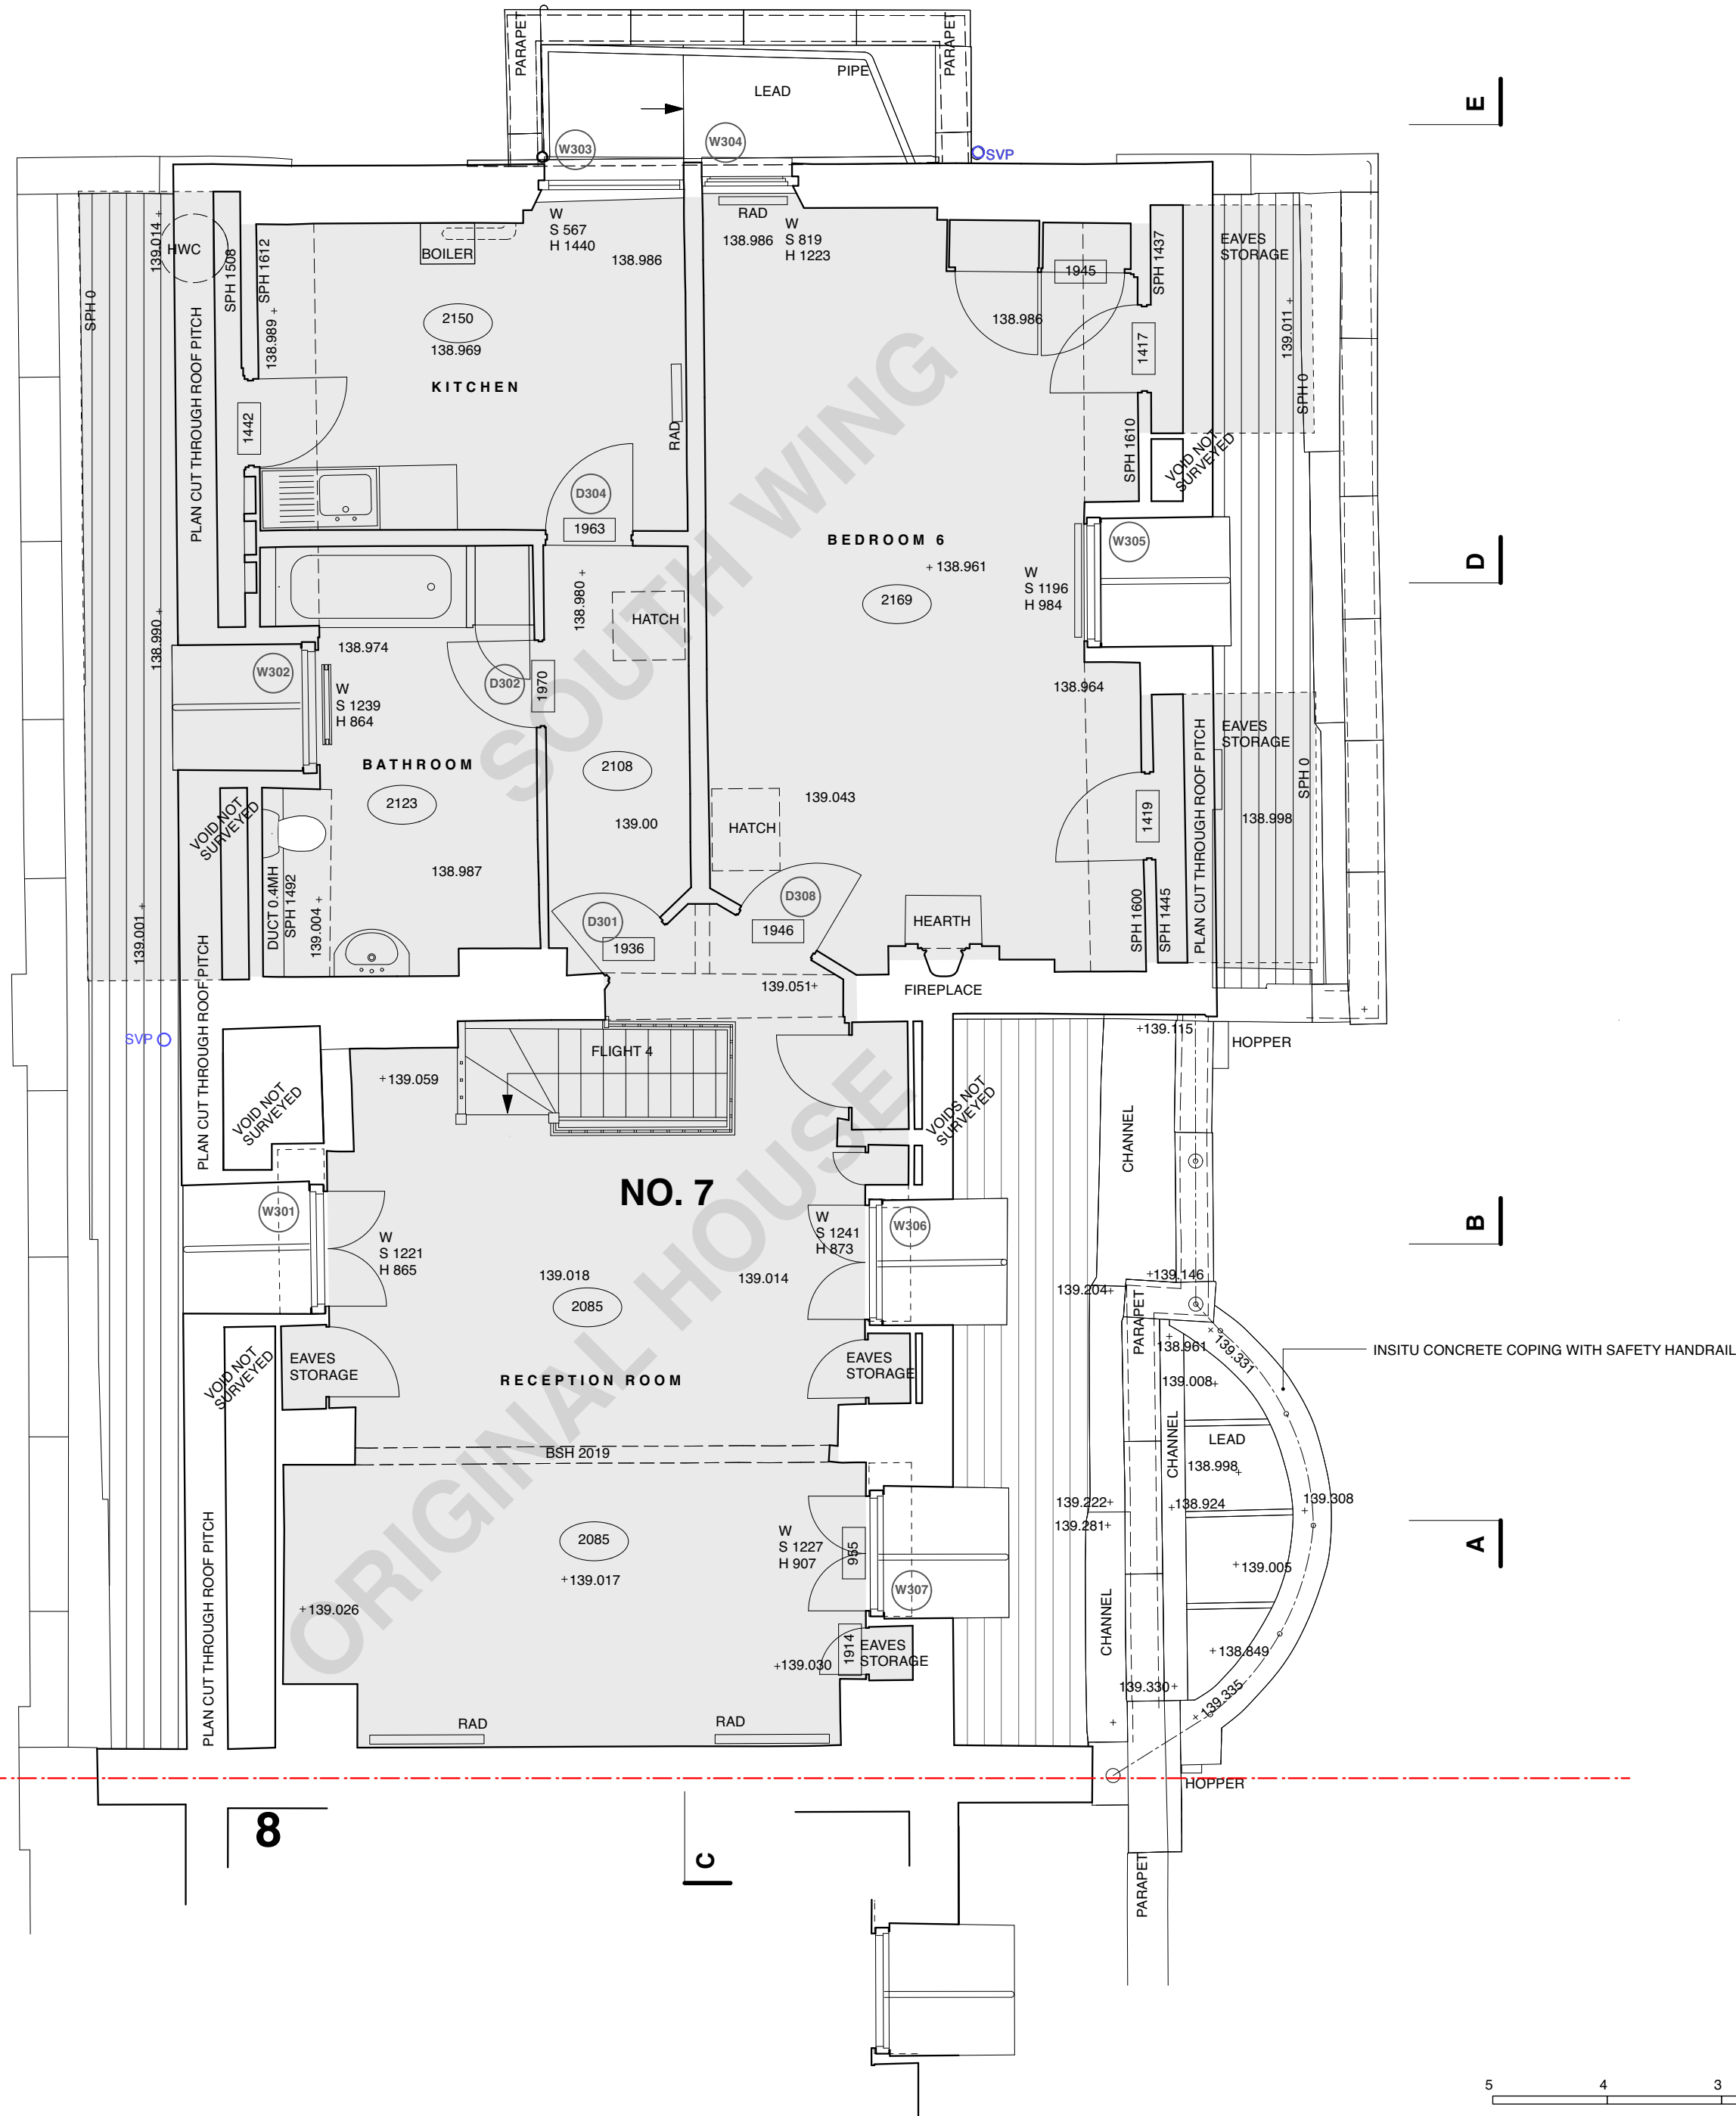 PARAPET
PARAPET
PIPE
LEAD
E
W303
W304
SVP
139.014 +
HWC
SPH 0
SPH 1508
SPH 1612
138.989 +
BOILER
W
S 567
H 1440
138.986
RAD
138.986
W
S 819
H 1223
1945
SPH 1437
EAVES
STORAGE
139.011 +
138.986
1417
SPH 0
2150
138.969
KITCHEN
PLAN CUT THROUGH ROOF PITCH
1442
RAD
SPH 1610
VOID NOT
SURVEYED
D304
1963
SOUTH WING
BEDROOM 6
+ 138.961
2169
W
S 1196
H 984
W305
D
138.980 +
HATCH
138.990 +
138.974
W302
W
S 1239
H 864
D302
1970
138.964
BATHROOM
2123
2108
139.00
139.043
HATCH
EAVES
STORAGE
SPH 0
138.998
PLAN CUT THROUGH ROOF PITCH
1419
VOID NOT
SURVEYED
138.987
DUCT 0.4MH
SPH 1492
139.004 +
139.001 +
D301
1936
D308
1946
HEARTH
SPH 1600
SPH 1445
139.051+
FIREPLACE
PLAN CUT THROUGH ROOF PITCH
SVP
FLIGHT 4
+139.059
VOID NOT
SURVEYED
VOIDS NOT
SURVEYED
+139.115
HOPPER
CHANNEL
NO. 7
ORIGINAL HOUSE
W301
W
S 1221
H 865
W
S 1241
H 873
W306
B
139.018
139.014
2085
139.204+
+139.146
PARAPET
138.961
139.331
INSITU CONCRETE COPING WITH SAFETY HANDRAIL
VOID NOT
SURVEYED
EAVES
STORAGE
RECEPTION ROOM
EAVES
STORAGE
139.008+
CHANNEL
LEAD
138.998+
BSH 2019
PLAN CUT THROUGH ROOF PITCH
2085
+139.017
W
S 1227
H 907
955
W307
139.222+
139.281+
+138.924
139.308
A
+139.005
+139.026
+139.030
1914
EAVES
STORAGE
CHANNEL
+138.849
139.330+
+139.335
RAD
RAD
HOPPER
8
C
PARAPET
5
4
3